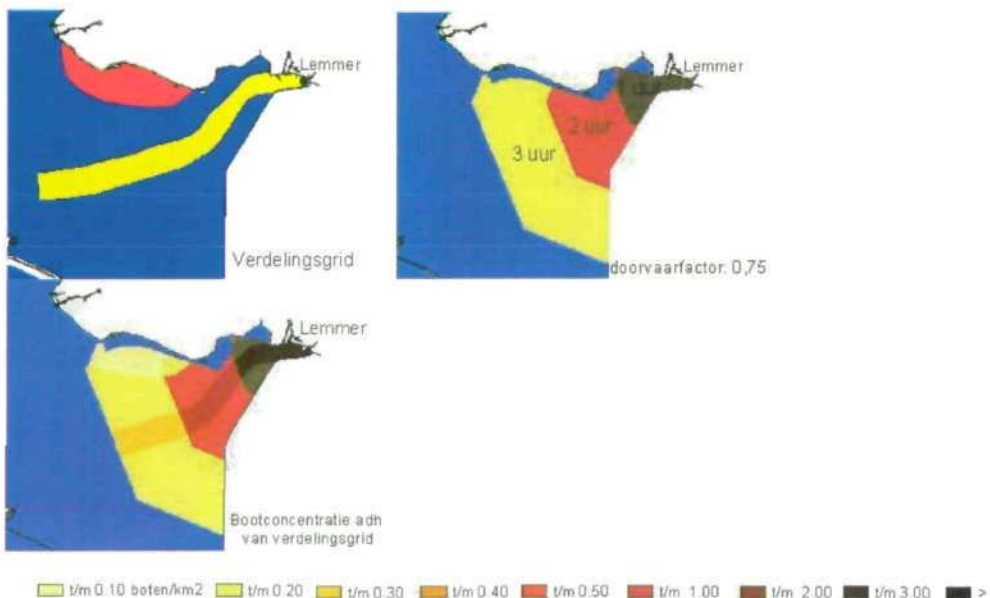 Lemmer
Verdelingsgrid
Lemmer
2 uur
3 uur
doorvaarfactor: 0,75
Lemmer
Bootconcentratie adh
van verdelingsgrid
t/m 0.10 boten/km2 t/m 0.20 t/m 0.30 t/m 0.40 t/m 0.50 t/m 1.00 t/m 2.00 t/m 3.00 >